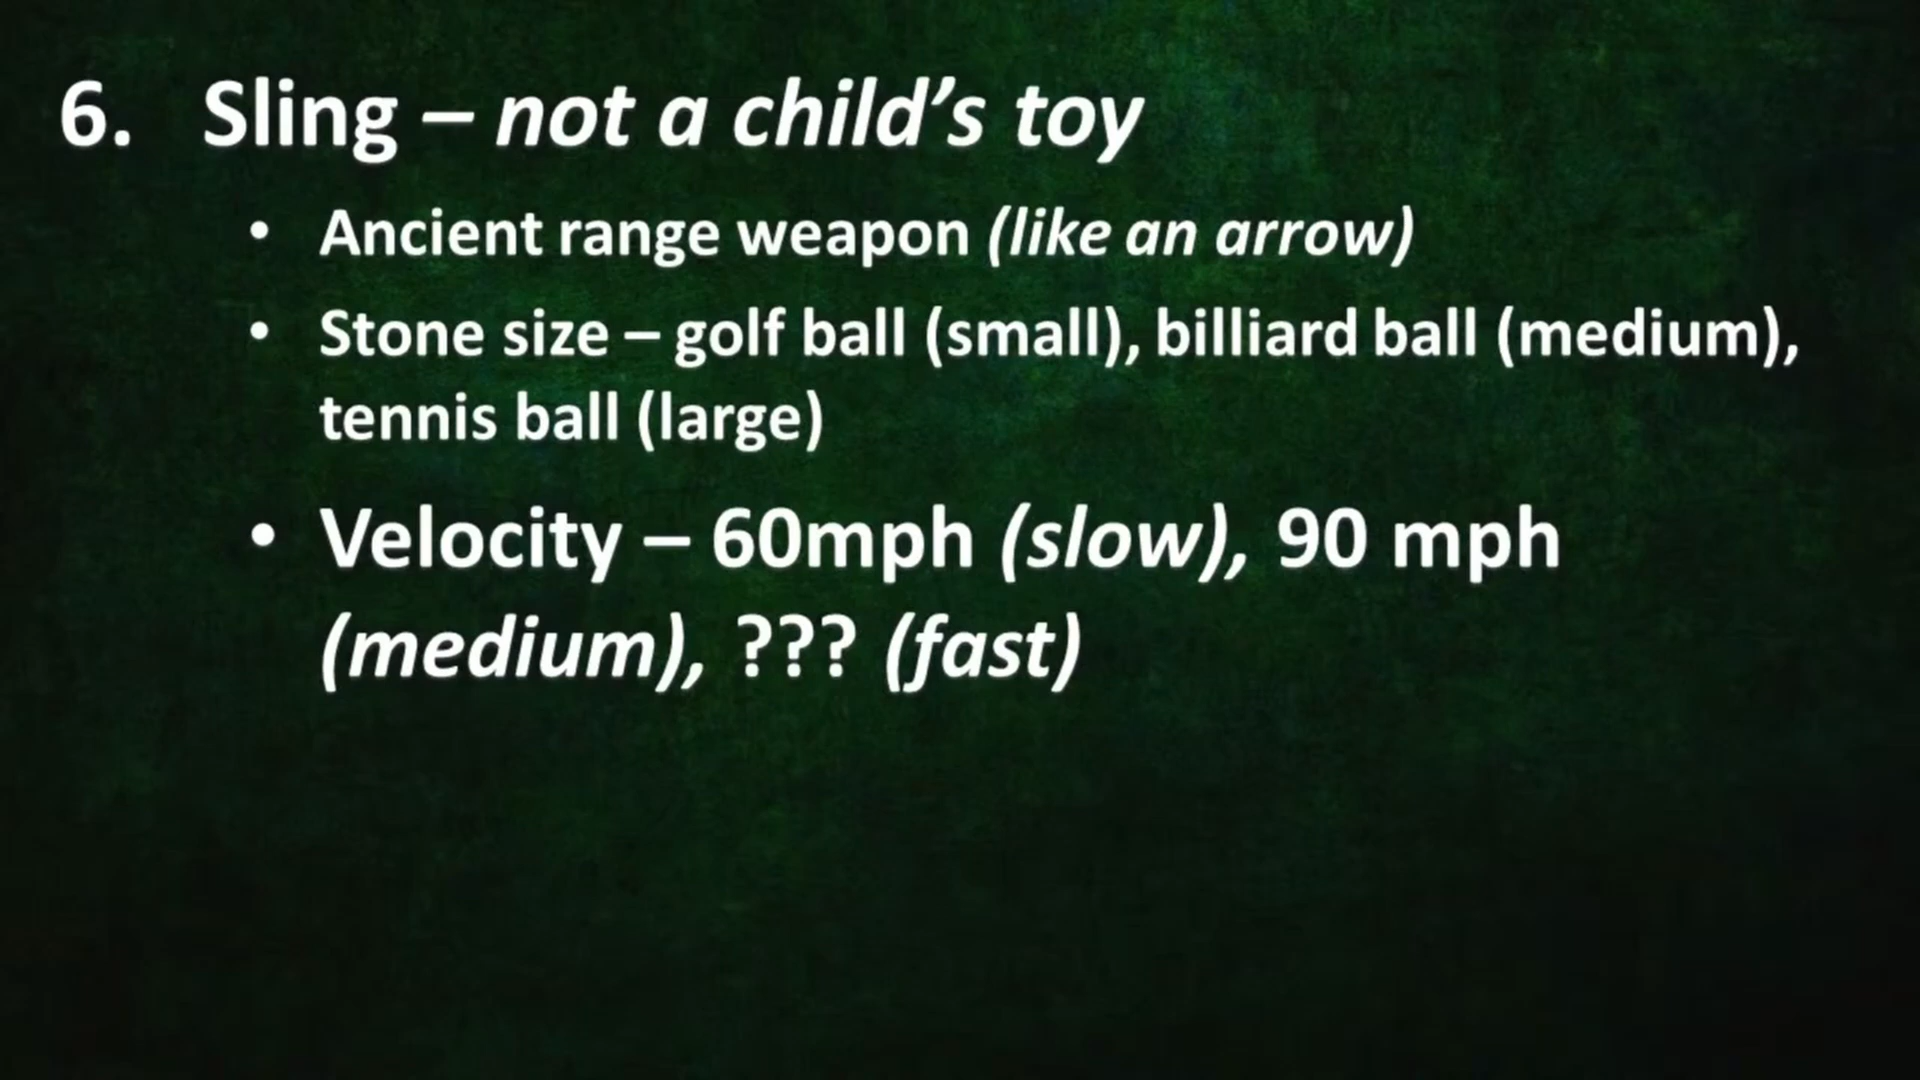 6. Sling – not a child’s toy
• Ancient range weapon (like an arrow)
• Stone size – golf ball (small), billiard ball (medium),
tennis ball (large)
• Velocity – 60mph (slow), 90 mph
(medium), ??? (fast)